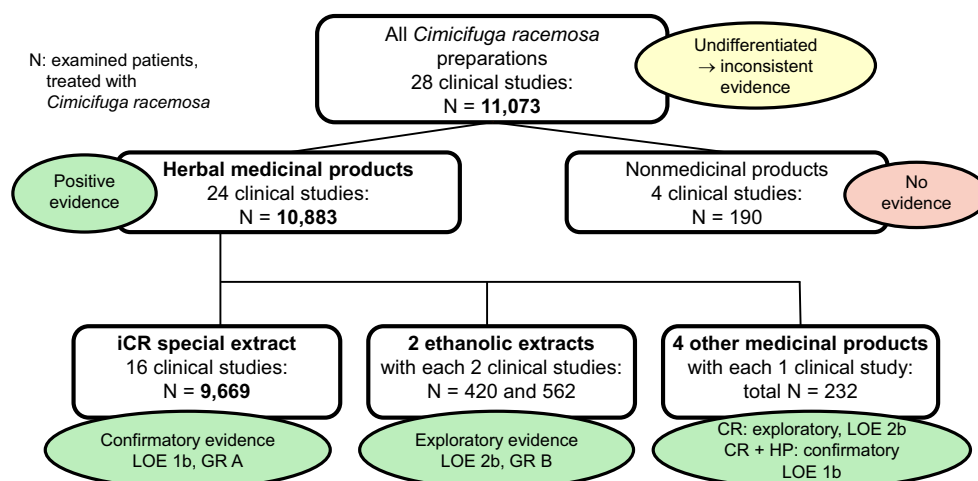 N: examined patients,
treated with
Cimicifuga racemosa
All Cimicifuga racemosa
preparations
28 clinical studies:
N = 11,073
Undifferentiated
→ inconsistent
evidence
Positive
evidence
Herbal medicinal products
24 clinical studies:
N = 10,883
Nonmedicinal products
4 clinical studies:
N = 190
No
evidence
iCR special extract
16 clinical studies:
N = 9,669
Confirmatory evidence
LOE 1b, GR A
2 ethanolic extracts
with each 2 clinical studies:
N = 420 and 562
Exploratory evidence
LOE 2b, GR B
4 other medicinal products
with each 1 clinical study:
total N = 232
CR: exploratory, LOE 2b
CR + HP: confirmatory
LOE 1b